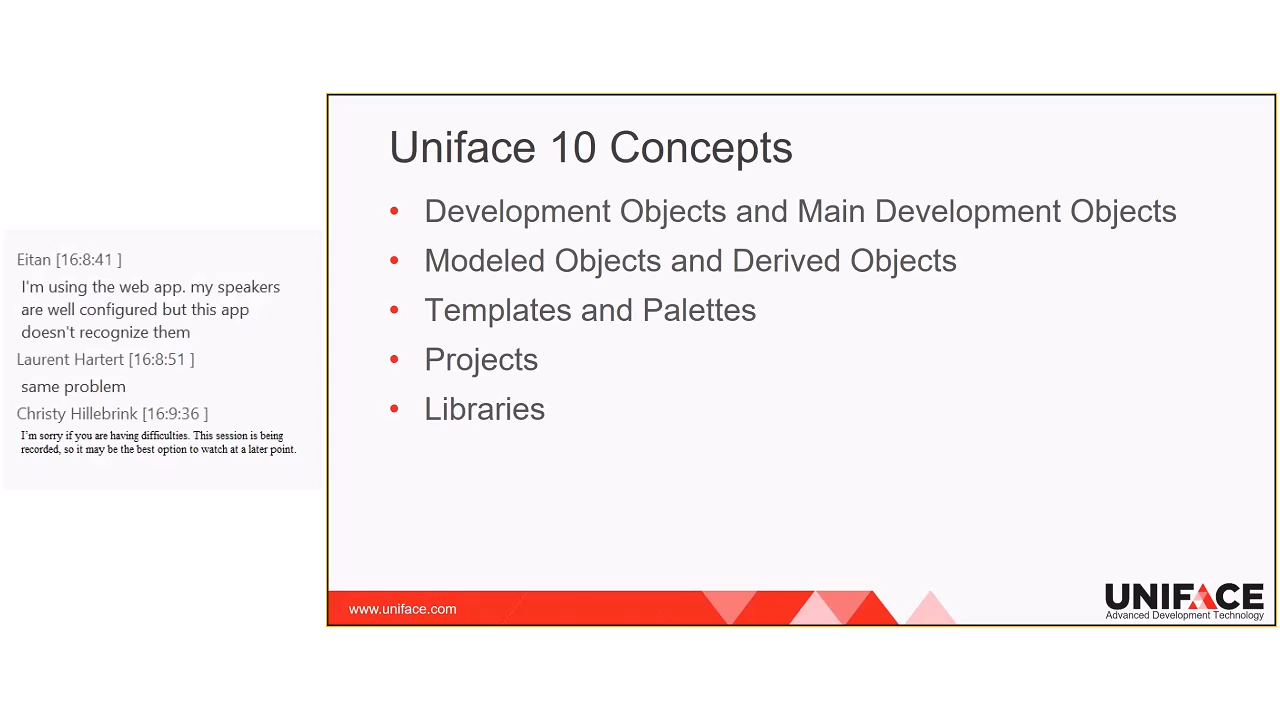 Eitan [16:8:41 ]
I'm using the web app. my speakers
are well configured but this app
doesn't recognize them
Laurent Hartert [16:8:51 ]
same problem
Christy Hillebrink [16:9:36 ]
I'm sorry if you are having difficulties. This session is being
recorded, so it may be the best option to watch at a later point.
Uniface 10 Concepts
• Development Objects and Main Development Objects
• Modeled Objects and Derived Objects
• Templates and Palettes
• Projects
• Libraries
www.uniface.com
UNIFACE
Advanced Development Technology